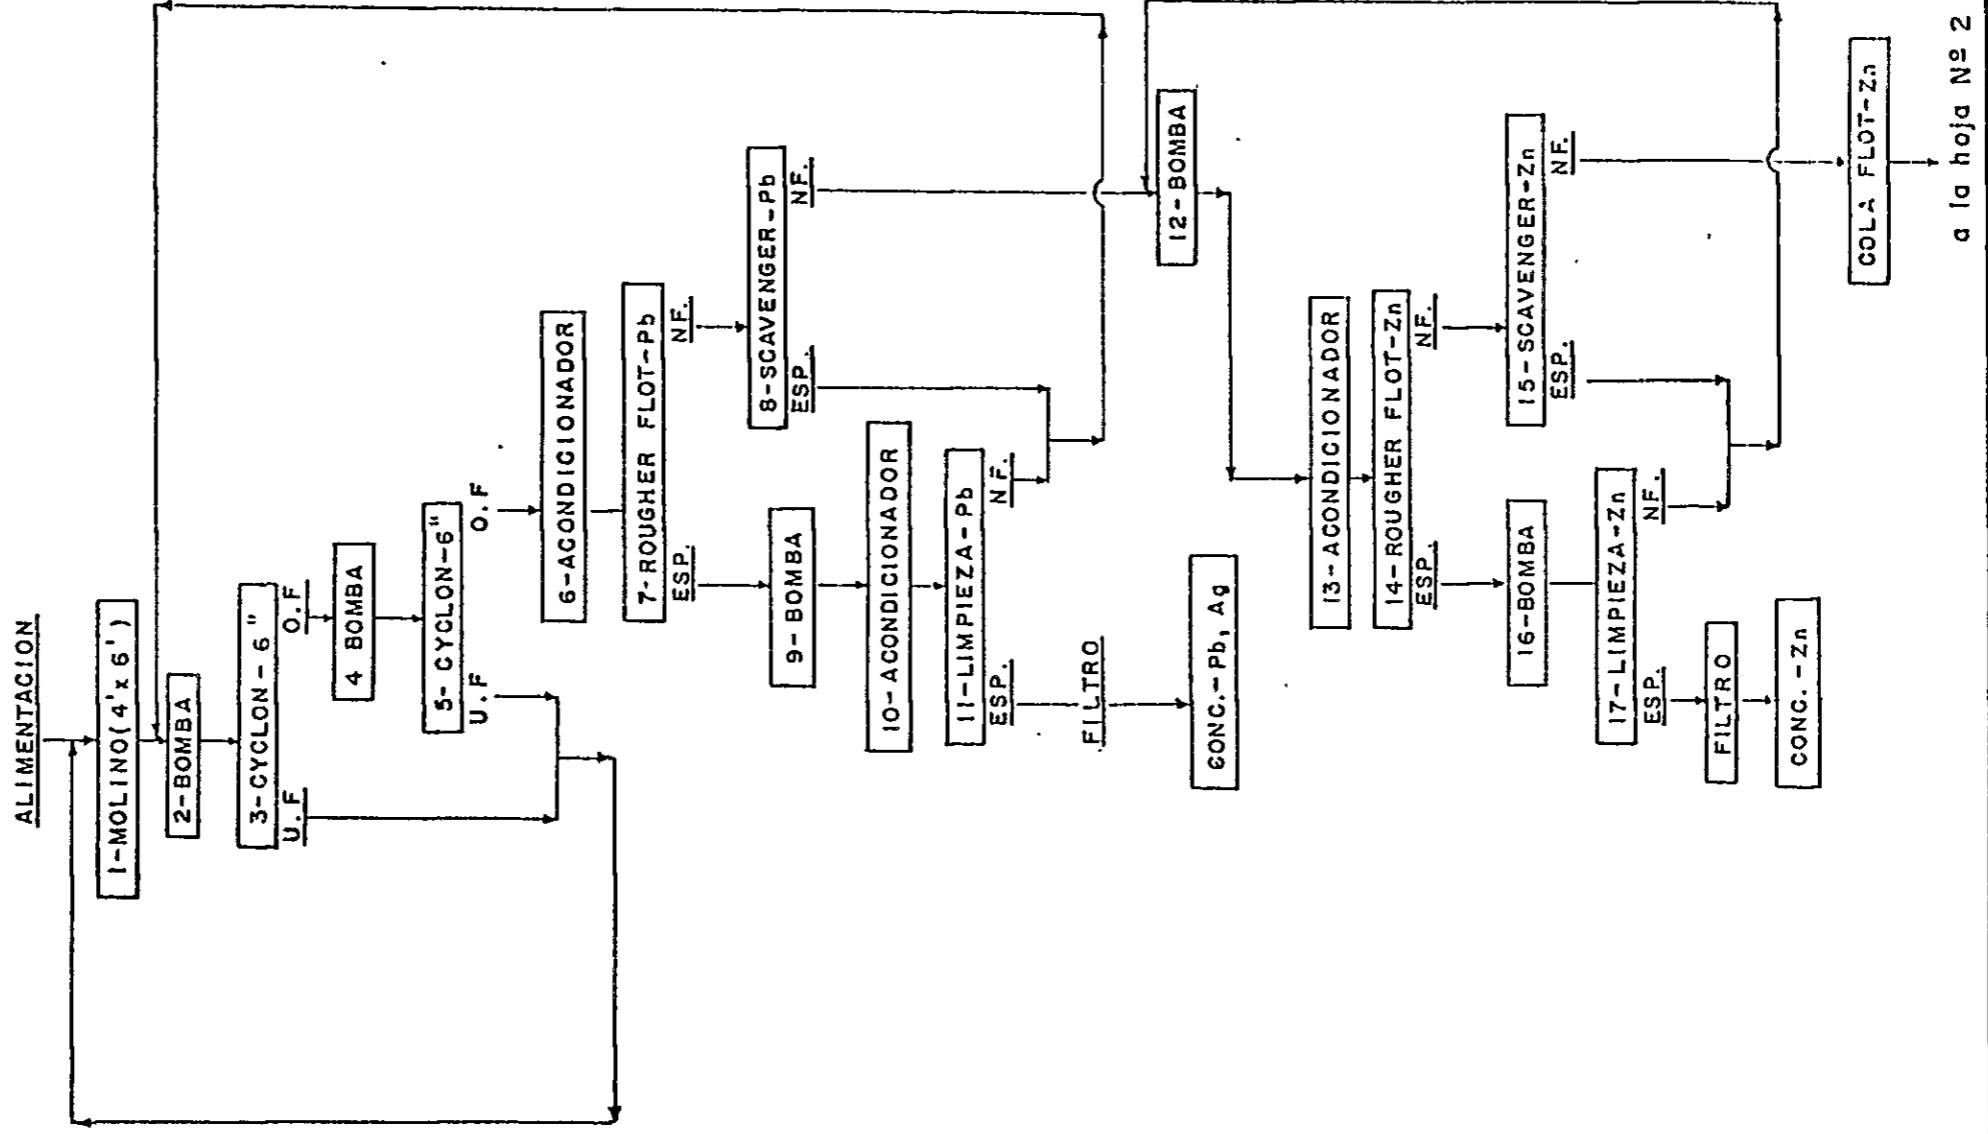 ALIMENTACION
1-MOLINO(4'x 6')
2-BOMBA
3-CYCLON-6"
U.F
O.F
4 BOMBA
5-CYCLON-6"
U.F
O.F
6-ACONDICIONADOR
7-ROUGHER FLOT-Pb
ESP.
NF.
8-SCAVENGER-Pb
ESP.
NF.
9-BOMBA
10-ACONDICIONADOR
11-LIMPIEZA-Pb
ESP.
NF.
FILTRO
CONC.-Pb, Ag
12-BOMBA
13-ACONDICIONADOR
14-ROUGHER FLOT-Zn
ESP.
NF.
15-SCAVENGER-Zn
ESP.
NF.
16-BOMBA
17-LIMPIEZA-Zn
ESP.
NF.
FILTRO
CONC.-Zn
COLA FLOT-Zn
a la hoja Nº 2